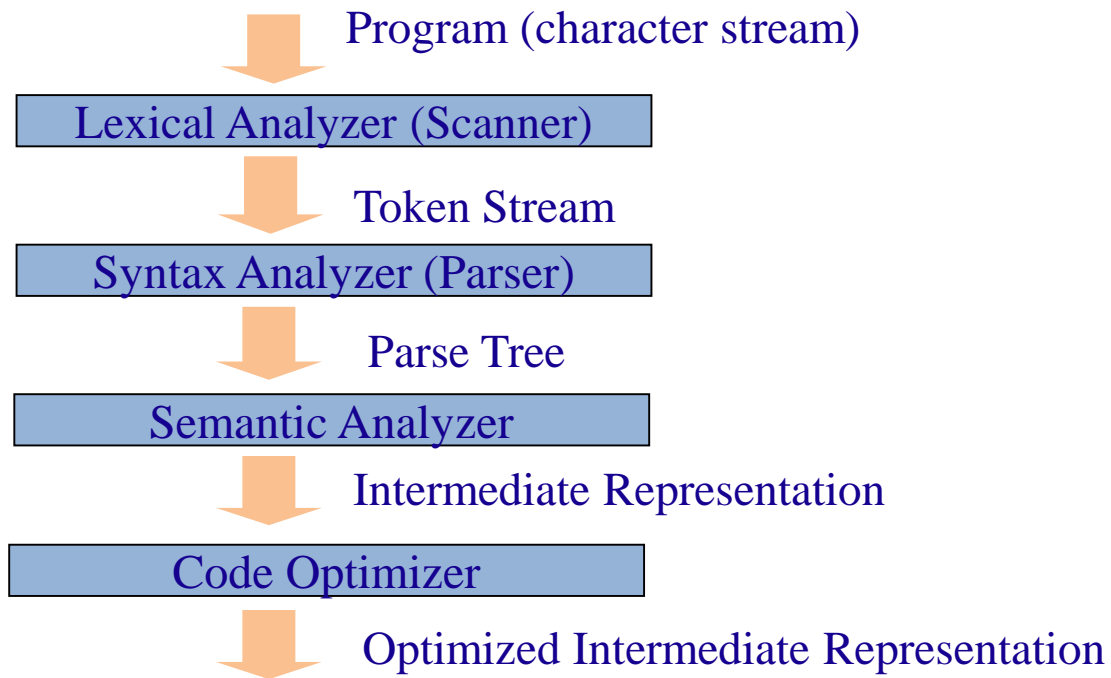 Program (character stream)
Lexical Analyzer (Scanner)
Token Stream
Syntax Analyzer (Parser)
Parse Tree
Semantic Analyzer
Intermediate Representation
Code Optimizer
Optimized Intermediate Representation